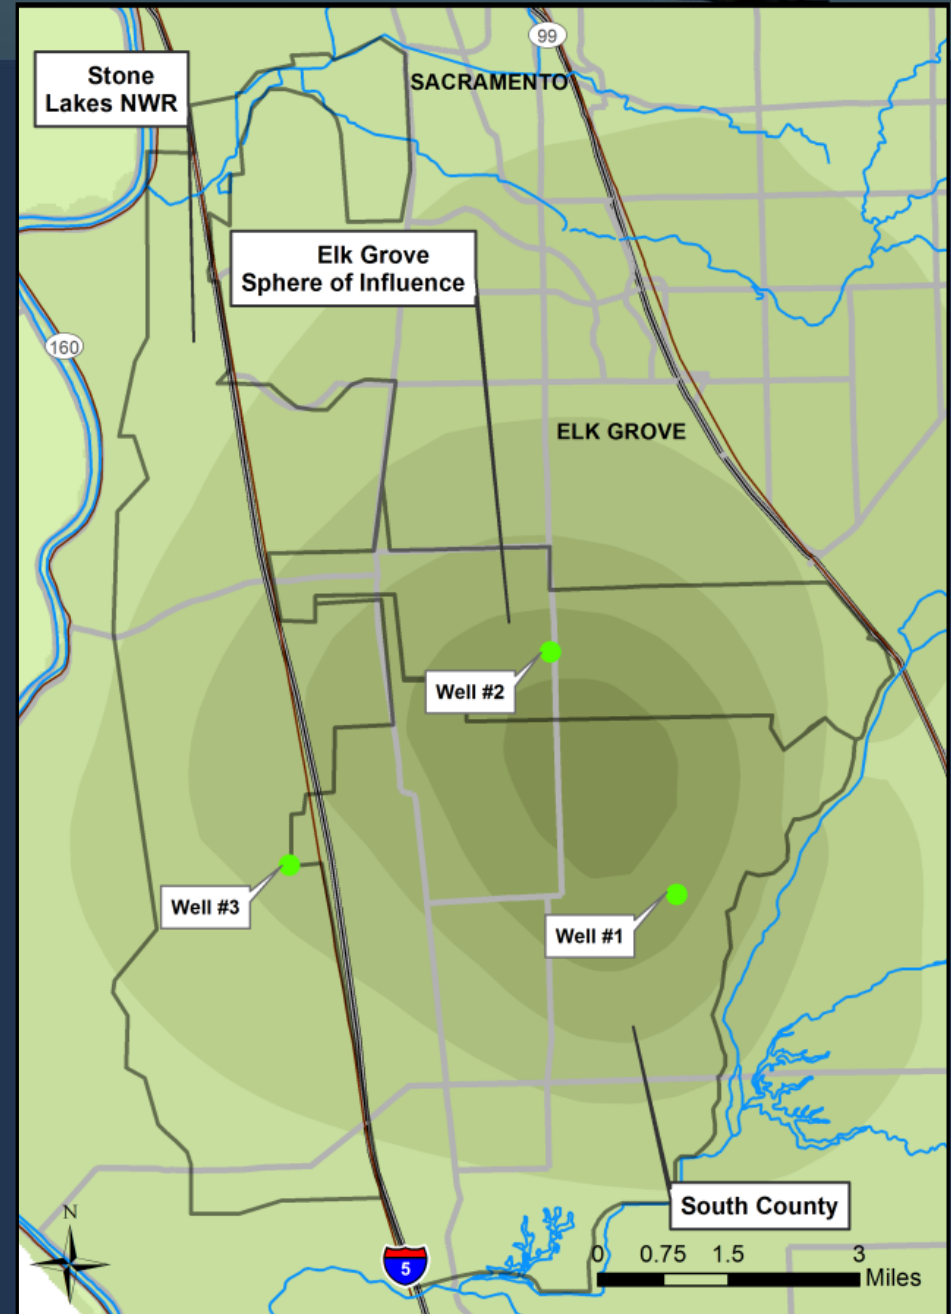 99
Stone
Lakes NWR
SACRAMENTO
Elk Grove
Sphere of Influence
160
ELK GROVE
Well #2
Well #3
Well #1
South County
N
5
0 0.75 1.5 3
Miles